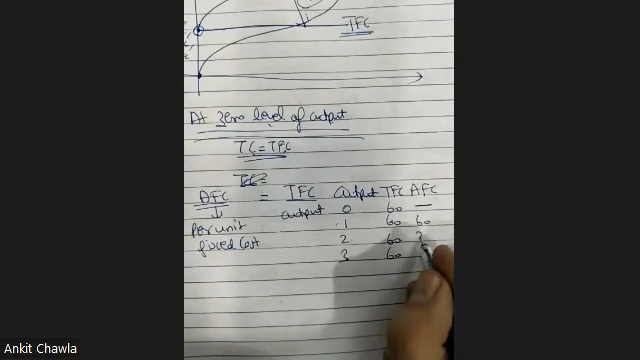 TFC
At Zero level of output
TC = TFC
AFC = TFC Output TFC AFC
output 0 60 —
Per unit 1 60 60
fixed Cost 2 60 3
3 60
Ankit Chawla